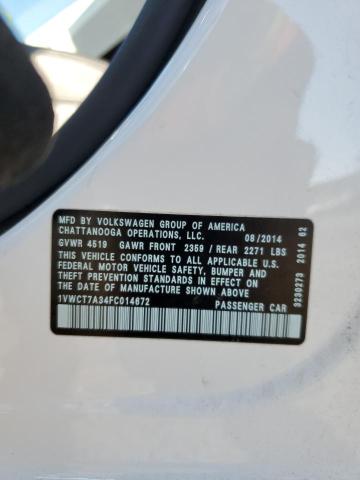 MFD BY VOLKSWAGEN GROUP OF AMERICA
CHATTANOOGA OPERATIONS, LLC. 08/2014
GVWR 4519 GAWR FRONT 2359 / REAR 2271 LBS
THIS VEHICLE CONFORMS TO ALL APPLICABLE U.S.
FEDERAL MOTOR VEHICLE SAFETY, BUMPER AND
THEFT PREVENTION STANDARDS IN EFFECT ON THE
DATE OF MANUFACTURE SHOWN ABOVE.
1VWCT7A34FC014672 PASSENGER CAR
3230273 2014 62